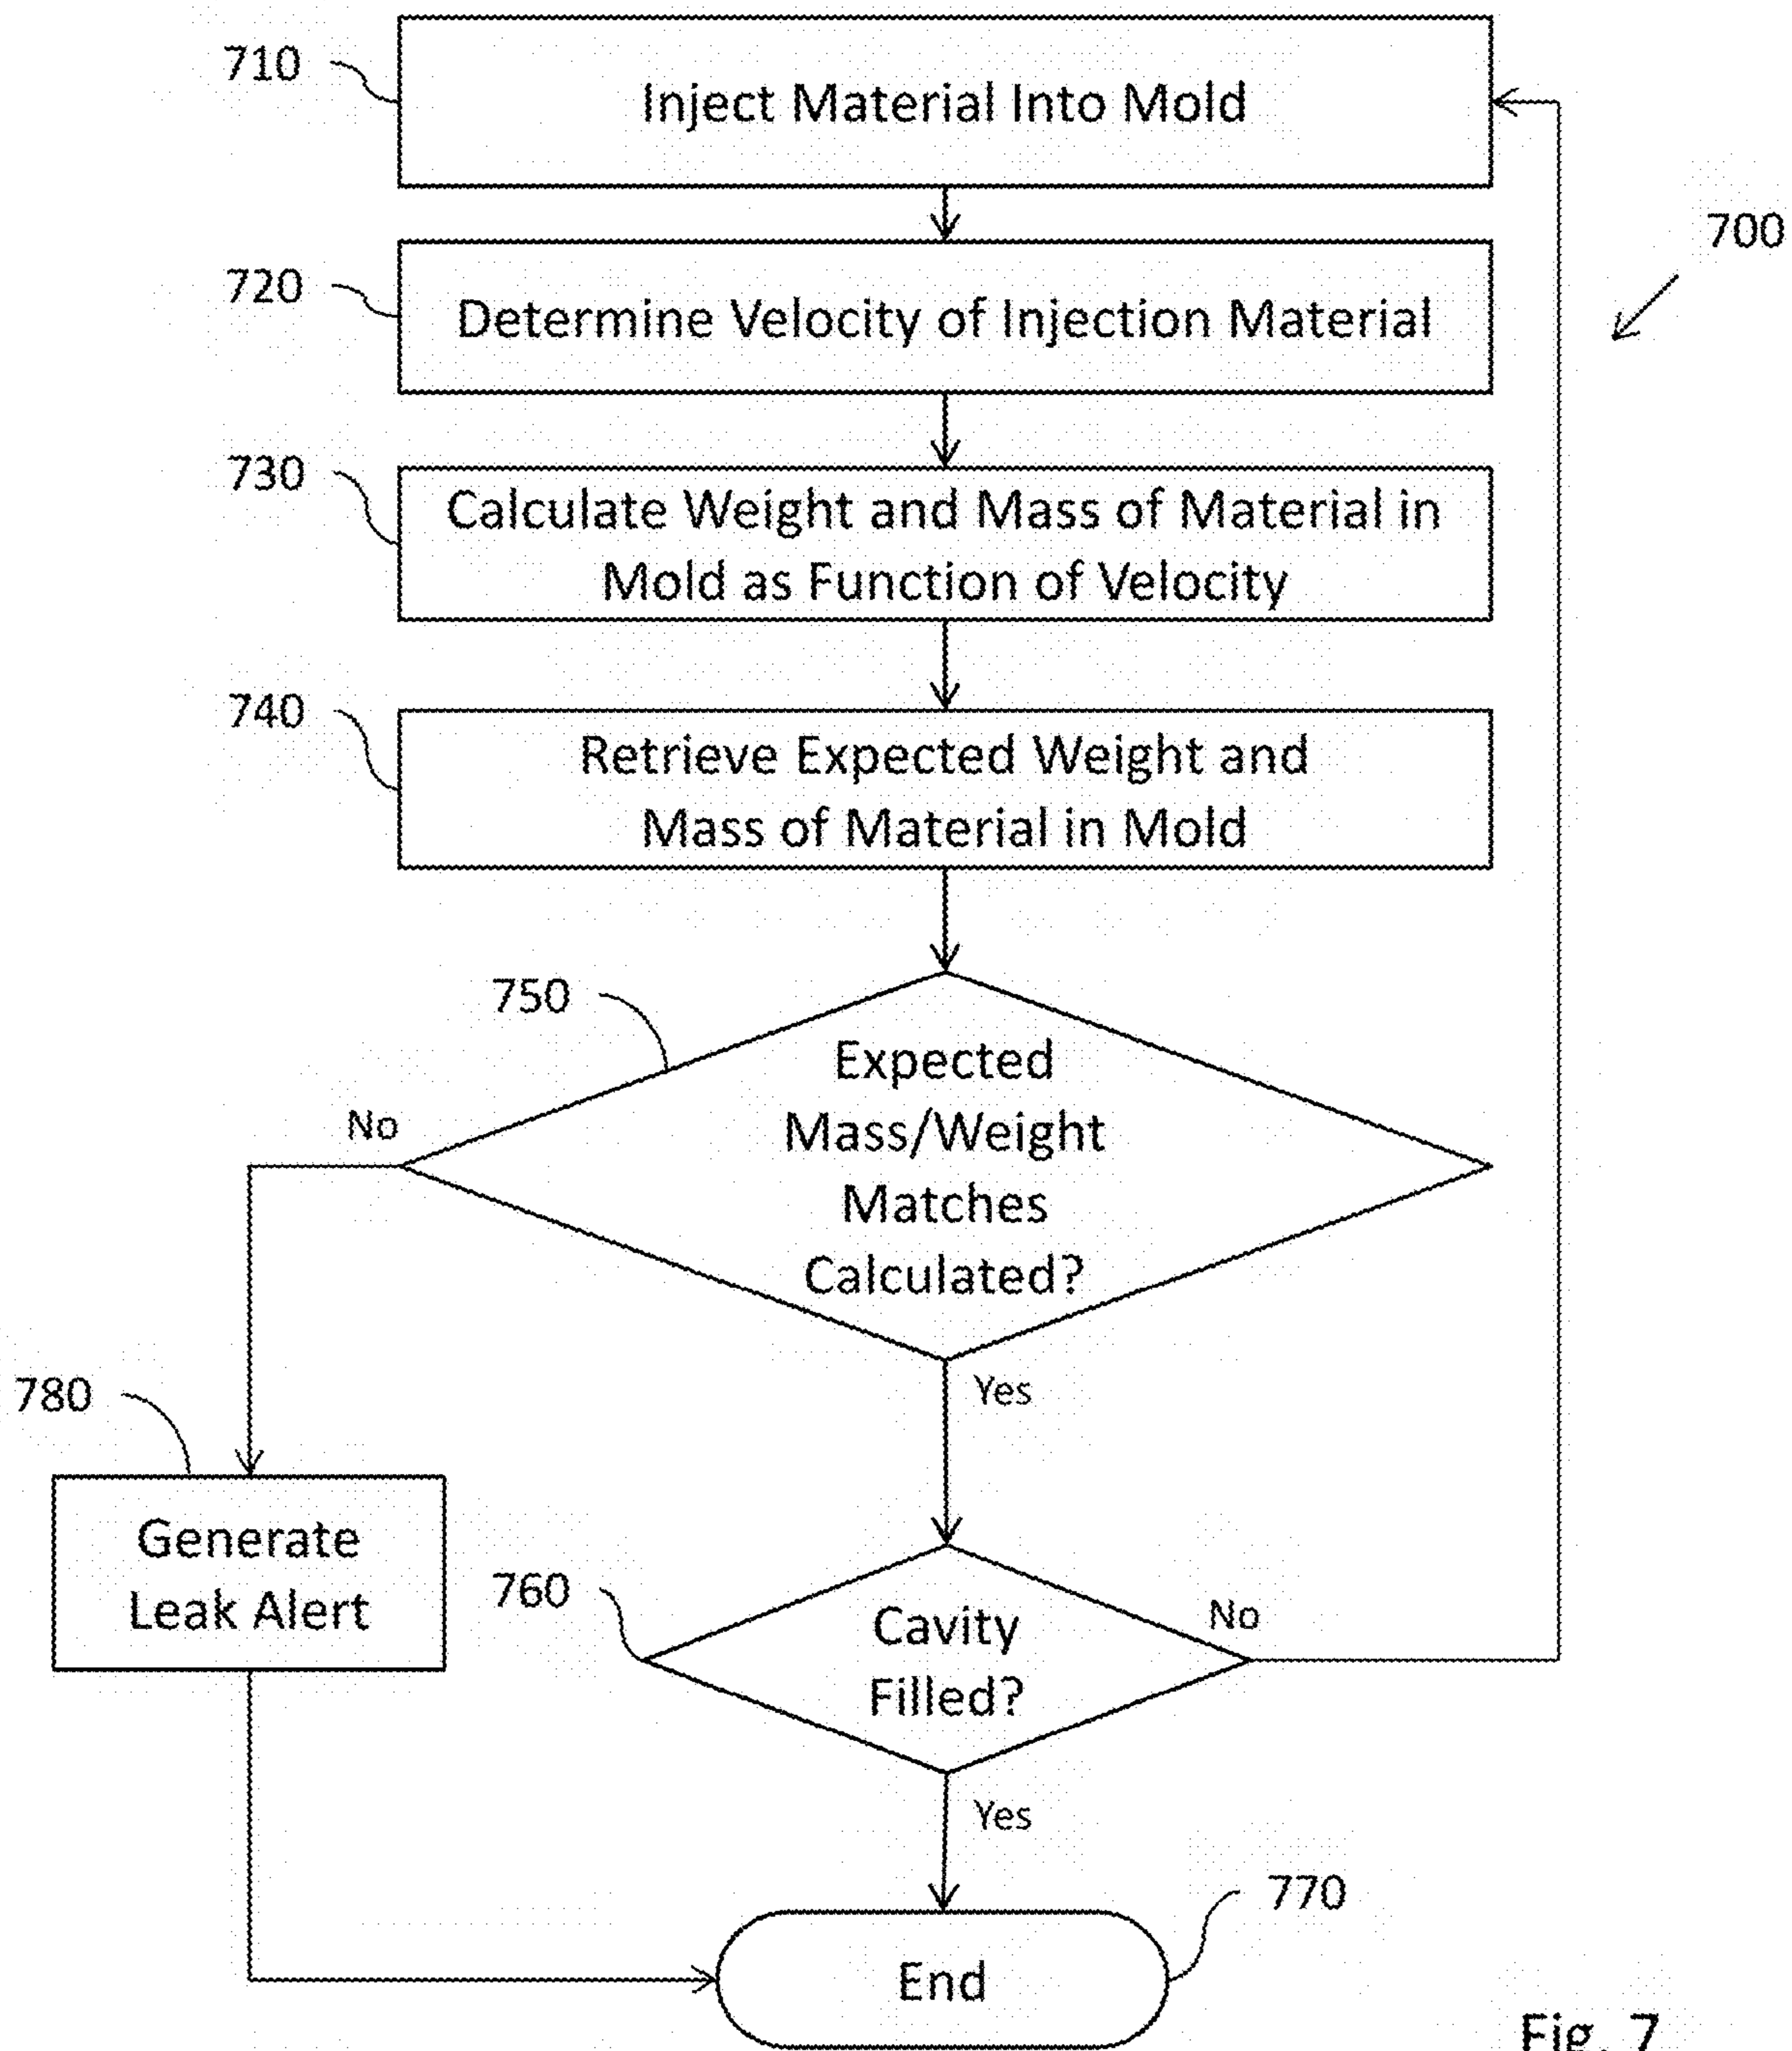 710
Inject Material Into Mold
700
720
Determine Velocity of Injection Material
730
Calculate Weight and Mass of Material in
Mold as Function of Velocity
740
Retrieve Expected Weight and
Mass of Material in Mold
750
Expected
Mass/Weight
Matches
Calculated?
No
Yes
780
Generate
Leak Alert
760
Cavity
Filled?
No
Yes
770
End
Fig. 7